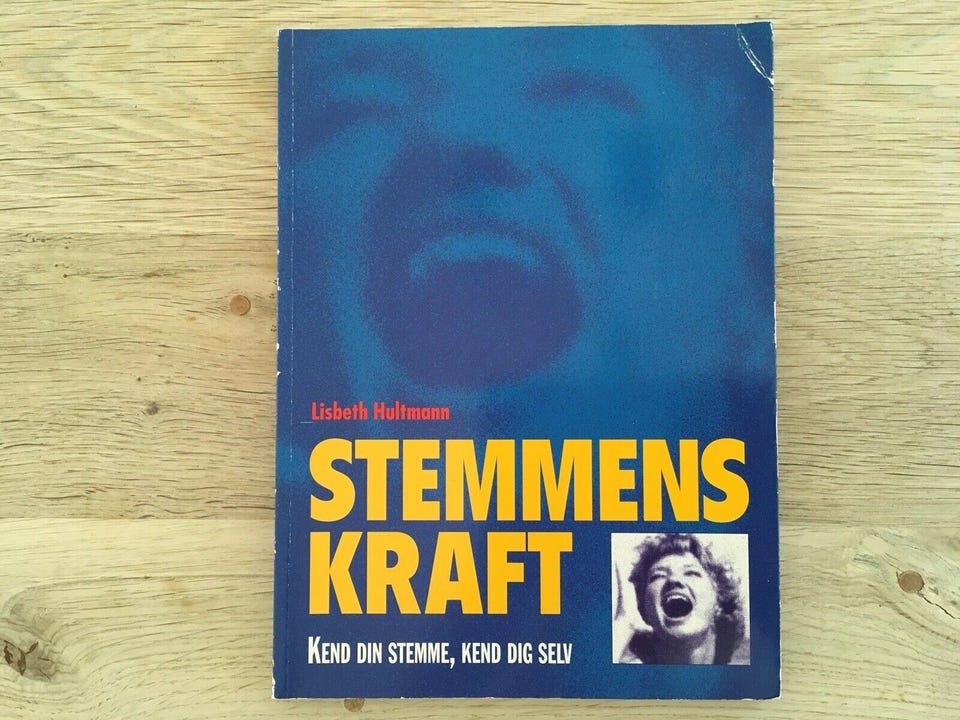 Lisbeth Hultmann
STEMMENS
KRAFT
KEND DIN STEMME, KEND DIG SELV